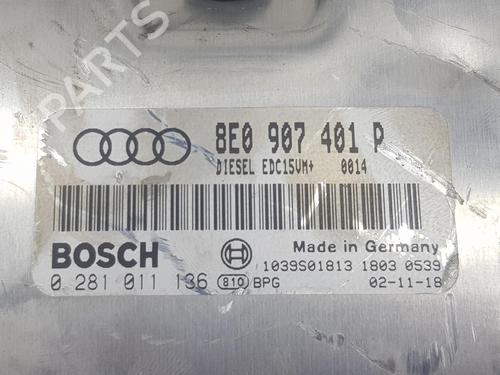 8E0 907 401 P
DIESEL EDC15VM+ 0014
BOSCH
Made in Germany
1039S01813 1803 0539
0 281 011 136 810 BPG 02-11-18